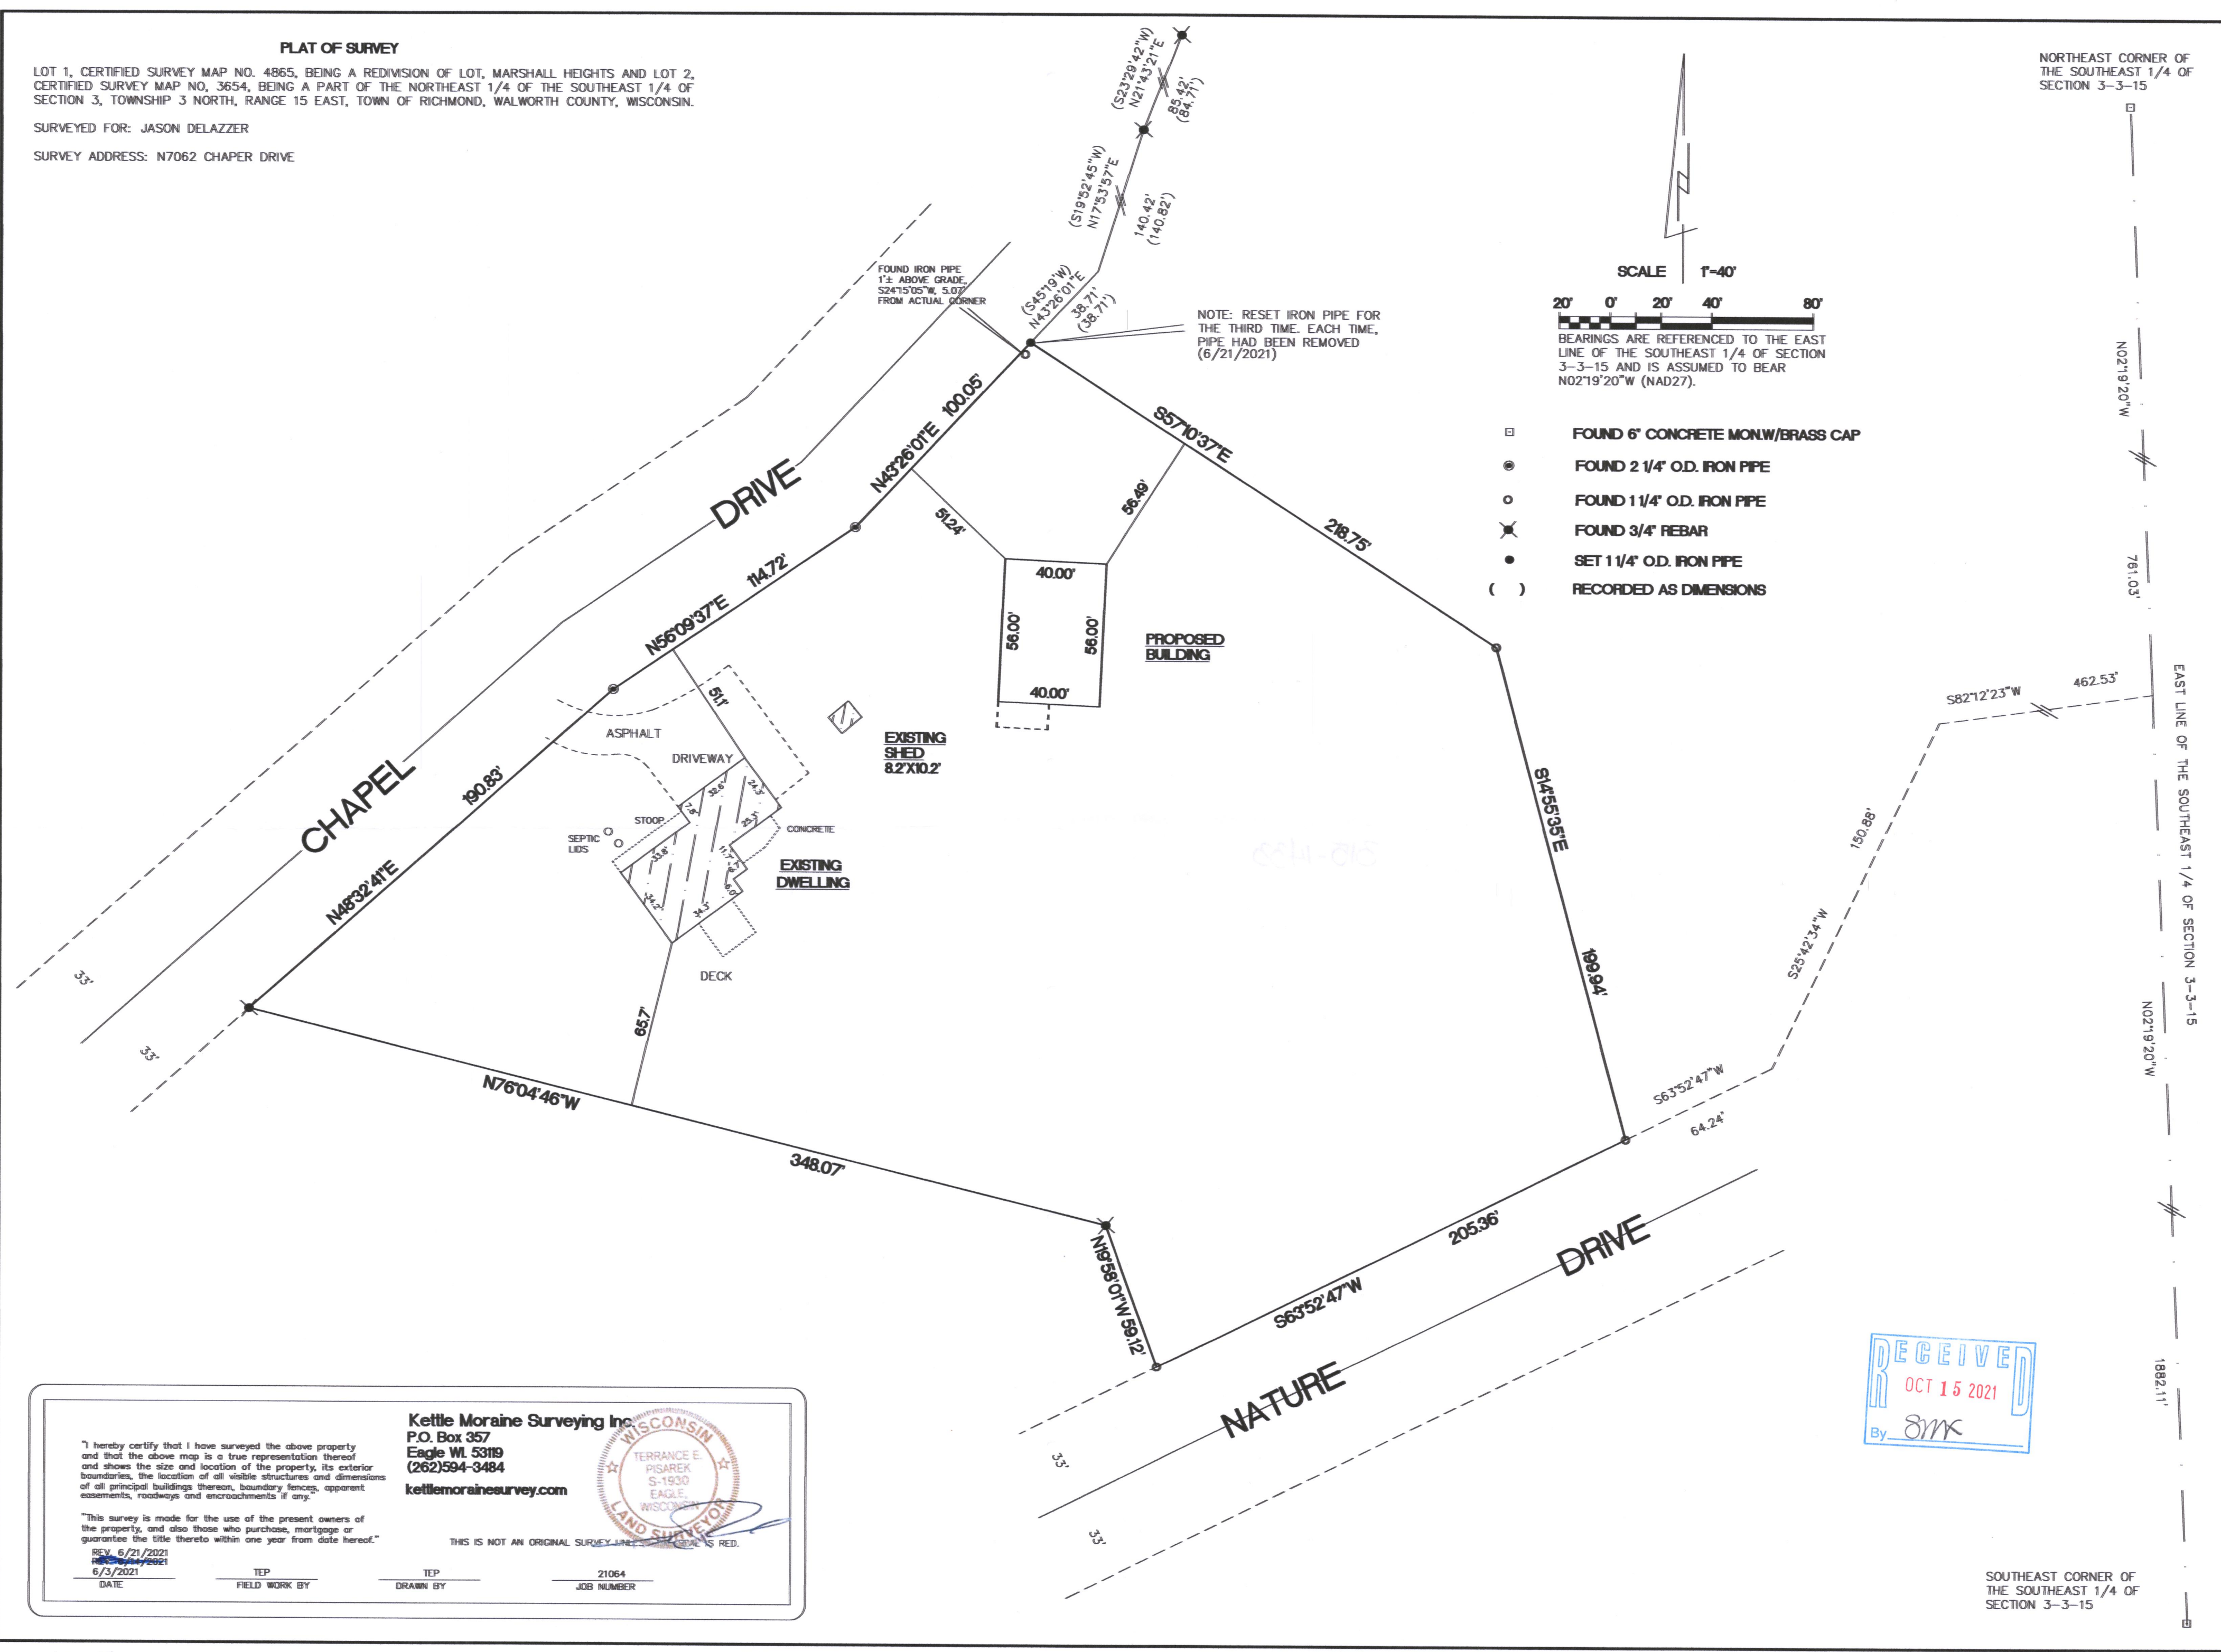 PLAT OF SURVEY
LOT 1, CERTIFIED SURVEY MAP NO. 4865, BEING A REDIVISION OF LOT, MARSHALL HEIGHTS AND LOT 2,
CERTIFIED SURVEY MAP NO, 3654, BEING A PART OF THE NORTHEAST 1/4 OF THE SOUTHEAST 1/4 OF
SECTION 3, TOWNSHIP 3 NORTH, RANGE 15 EAST, TOWN OF RICHMOND, WALWORTH COUNTY, WISCONSIN.
SURVEYED FOR: JASON DELAZZER
SURVEY ADDRESS: N7062 CHAPER DRIVE
(S23°29'42"W)
N21°43'21"E
85.42'
(84.71')
(S19°52'45"W)
N17°53'57"E
140.42'
(140.82')
(S45°19'W)
N43°26'01"E
38.71'
(38.71')
FOUND IRON PIPE
1'± ABOVE GRADE,
S24°15'05"W, 5.07'
FROM ACTUAL CORNER
NOTE: RESET IRON PIPE FOR
THE THIRD TIME. EACH TIME,
PIPE HAD BEEN REMOVED
(6/21/2021)
SCALE 1"=40'
20' 0' 20' 40' 80'
BEARINGS ARE REFERENCED TO THE EAST
LINE OF THE SOUTHEAST 1/4 OF SECTION
3-3-15 AND IS ASSUMED TO BEAR
N02°19'20"W (NAD27).
FOUND 6" CONCRETE MON.W/BRASS CAP
FOUND 2 1/4" O.D. IRON PIPE
FOUND 1 1/4" O.D. IRON PIPE
FOUND 3/4" REBAR
SET 1 1/4" O.D. IRON PIPE
( ) RECORDED AS DIMENSIONS
NORTHEAST CORNER OF
THE SOUTHEAST 1/4 OF
SECTION 3-3-15
N02°19'20"W
761.03'
EAST LINE OF THE SOUTHEAST 1/4 OF SECTION 3-3-15
N02°19'20"W
1882.11'
SOUTHEAST CORNER OF
THE SOUTHEAST 1/4 OF
SECTION 3-3-15
S82°12'23"W 462.53'
150.88'
S25°42'34"W
S63°52'47"W
64.24'
CHAPEL DRIVE
33'
33'
N43°26'01"E 100.05'
N56°09'37"E 114.72'
N48°32'41"E 190.83'
S57°10'37"E 218.75'
S14°55'35"E 199.94'
S63°52'47"W 205.36'
N19°58'01"W 59.12'
N76°04'46"W 348.07'
51.24'
56.49'
40.00'
56.00'
56.00'
40.00'
PROPOSED
BUILDING
EXISTING
SHED
8.2'X10.2'
51.1'
ASPHALT
DRIVEWAY
STOOP
SEPTIC
LIDS
CONCRETE
EXISTING
DWELLING
DECK
32.6'
24.3'
7.8'
23.3'
33.8'
11.7'
6.0'
34.2'
34.3'
65.7'
NATURE DRIVE
33'
33'
RECEIVED
OCT 15 2021
By SMK
"I hereby certify that I have surveyed the above property
and that the above map is a true representation thereof
and shows the size and location of the property, its exterior
boundaries, the location of all visible structures and dimensions
of all principal buildings thereon, boundary fences, apparent
easements, roadways and encroachments if any."
"This survey is made for the use of the present owners of
the property, and also those who purchase, mortgage or
guarantee the title thereto within one year from date hereof."
Kettle Moraine Surveying Inc.
P.O. Box 357
Eagle WI. 53119
(262)594-3484
kettlemorainesurvey.com
WISCONSIN
TERRANCE E.
PISAREK
S-1930
EAGLE,
WISCONSIN
LAND SURVEYOR
THIS IS NOT AN ORIGINAL SURVEY UNLESS SEAL IS RED.
REV. 6/21/2021
6/3/2021
DATE
TEP
FIELD WORK BY
TEP
DRAWN BY
21064
JOB NUMBER